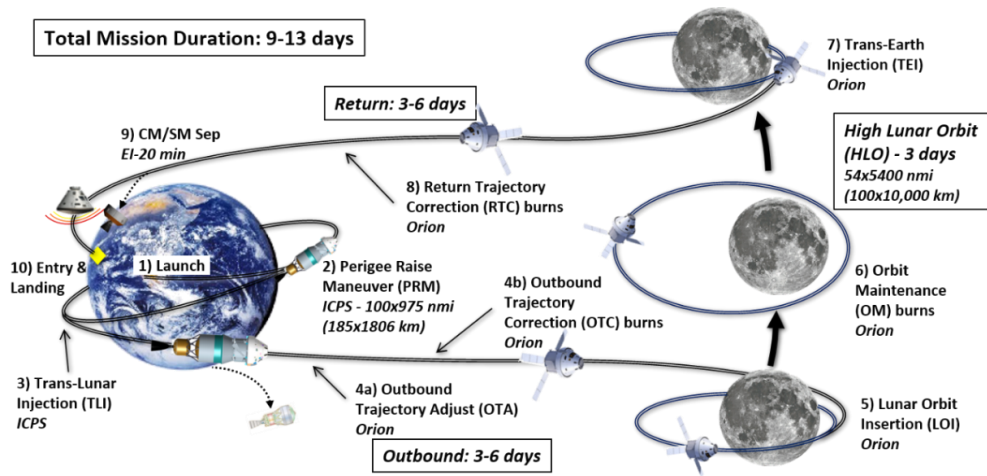 Total Mission Duration: 9-13 days
7) Trans-Earth
Injection (TEI)
Orion
Return: 3-6 days
9) CM/SM Sep
EI-20 min
High Lunar Orbit
(HLO) - 3 days
54x5400 nmi
(100x10,000 km)
8) Return Trajectory
Correction (RTC) burns
Orion
10) Entry &
Landing
1) Launch
2) Perigee Raise
Maneuver (PRM)
ICPS - 100x975 nmi
(185x1806 km)
4b) Outbound
Trajectory
Correction (OTC) burns
Orion
6) Orbit
Maintenance
(OM) burns
Orion
3) Trans-Lunar
Injection (TLI)
ICPS
4a) Outbound
Trajectory Adjust (OTA)
Orion
5) Lunar Orbit
Insertion (LOI)
Orion
Outbound: 3-6 days